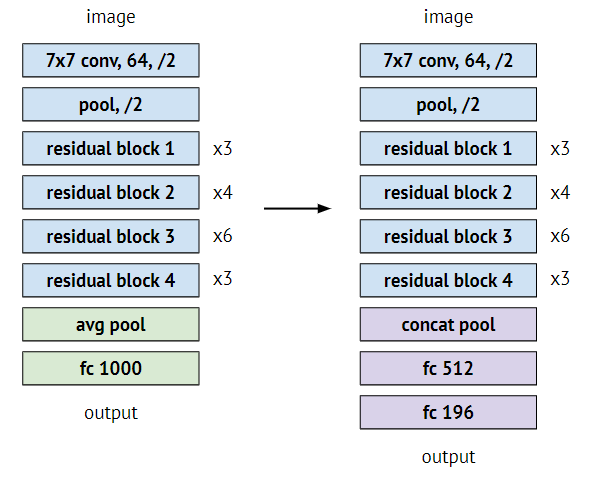 image
7x7 conv, 64, /2
pool, /2
residual block 1 x3
residual block 2 x4
residual block 3 x6
residual block 4 x3
avg pool
fc 1000
output
image
7x7 conv, 64, /2
pool, /2
residual block 1 x3
residual block 2 x4
residual block 3 x6
residual block 4 x3
concat pool
fc 512
fc 196
output